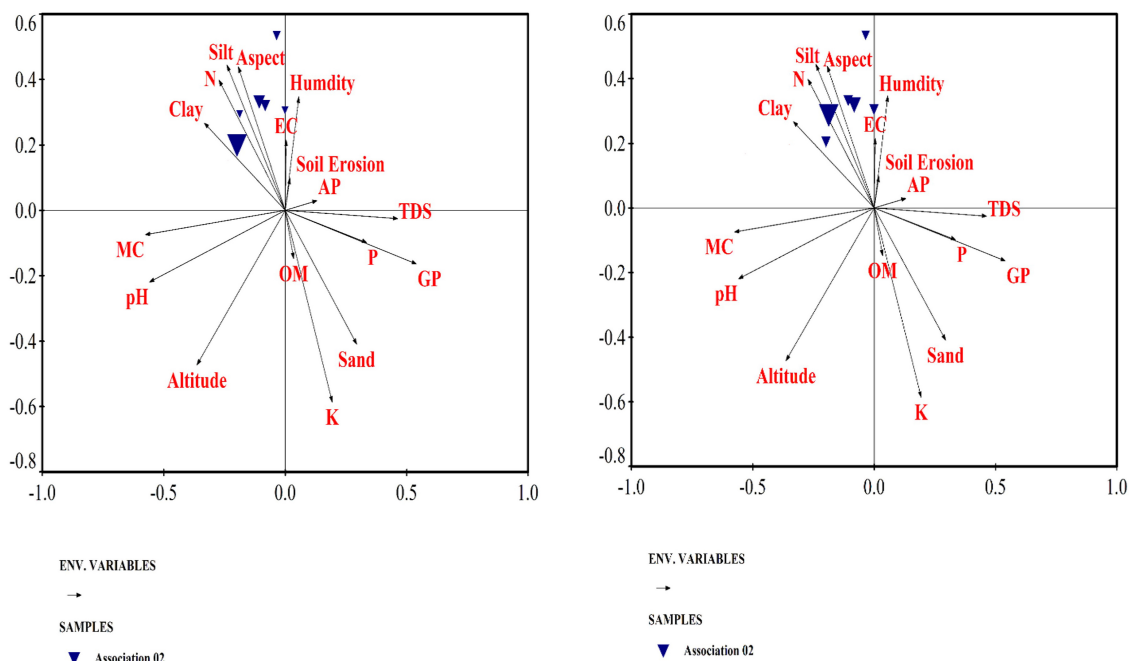 0.6
Silt Aspect
N
0.4
Humdity
Clay
EC
0.2
Soil Erosion
AP
0.0
TDS
MC
P
GP
OM
-0.2
pH
-0.4
Sand
Altitude
-0.6
K
-0.8
-1.0 -0.5 0.0 0.5 1.0
ENV. VARIABLES
SAMPLES
Association 02
0.6
Silt Aspect
N
0.4
Humdity
Clay
EC
0.2
Soil Erosion
AP
0.0
TDS
MC
P
GP
OM
-0.2
pH
-0.4
Sand
Altitude
-0.6
K
-0.8
-1.0 -0.5 0.0 0.5 1.0
ENV. VARIABLES
SAMPLES
Association 02